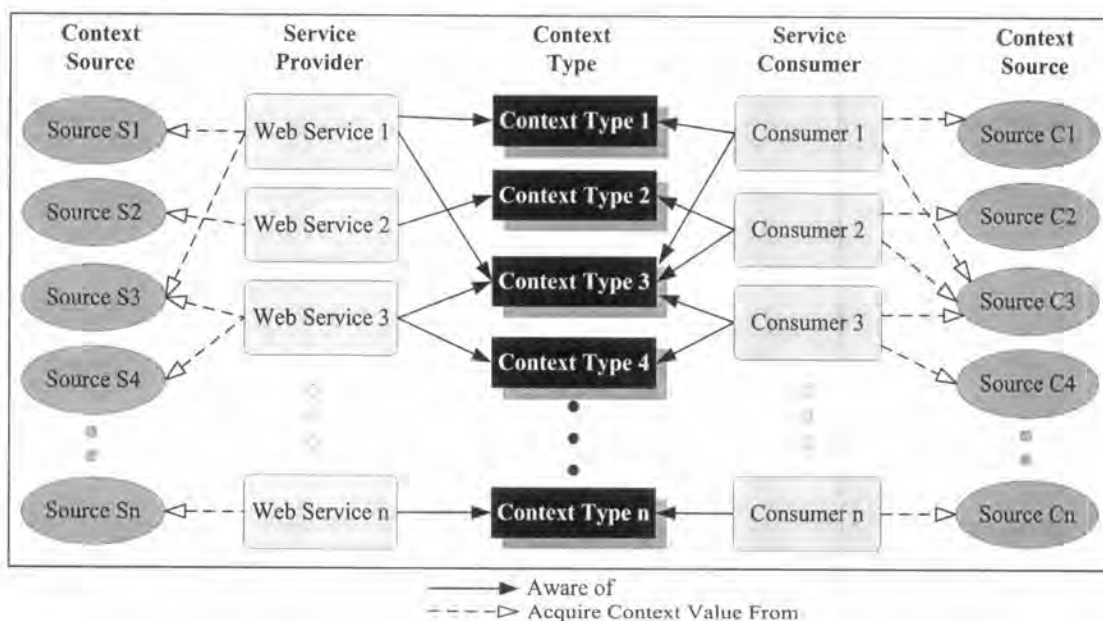 Context Source
Service Provider
Context Type
Service Consumer
Context Source
Source S1
Web Service 1
Context Type 1
Consumer 1
Source C1
Source S2
Web Service 2
Context Type 2
Consumer 2
Source C2
Source S3
Web Service 3
Context Type 3
Consumer 3
Source C3
Source S4
Context Type 4
Source C4
Source Sn
Web Service n
Context Type n
Consumer n
Source Cn
Aware of
Acquire Context Value From